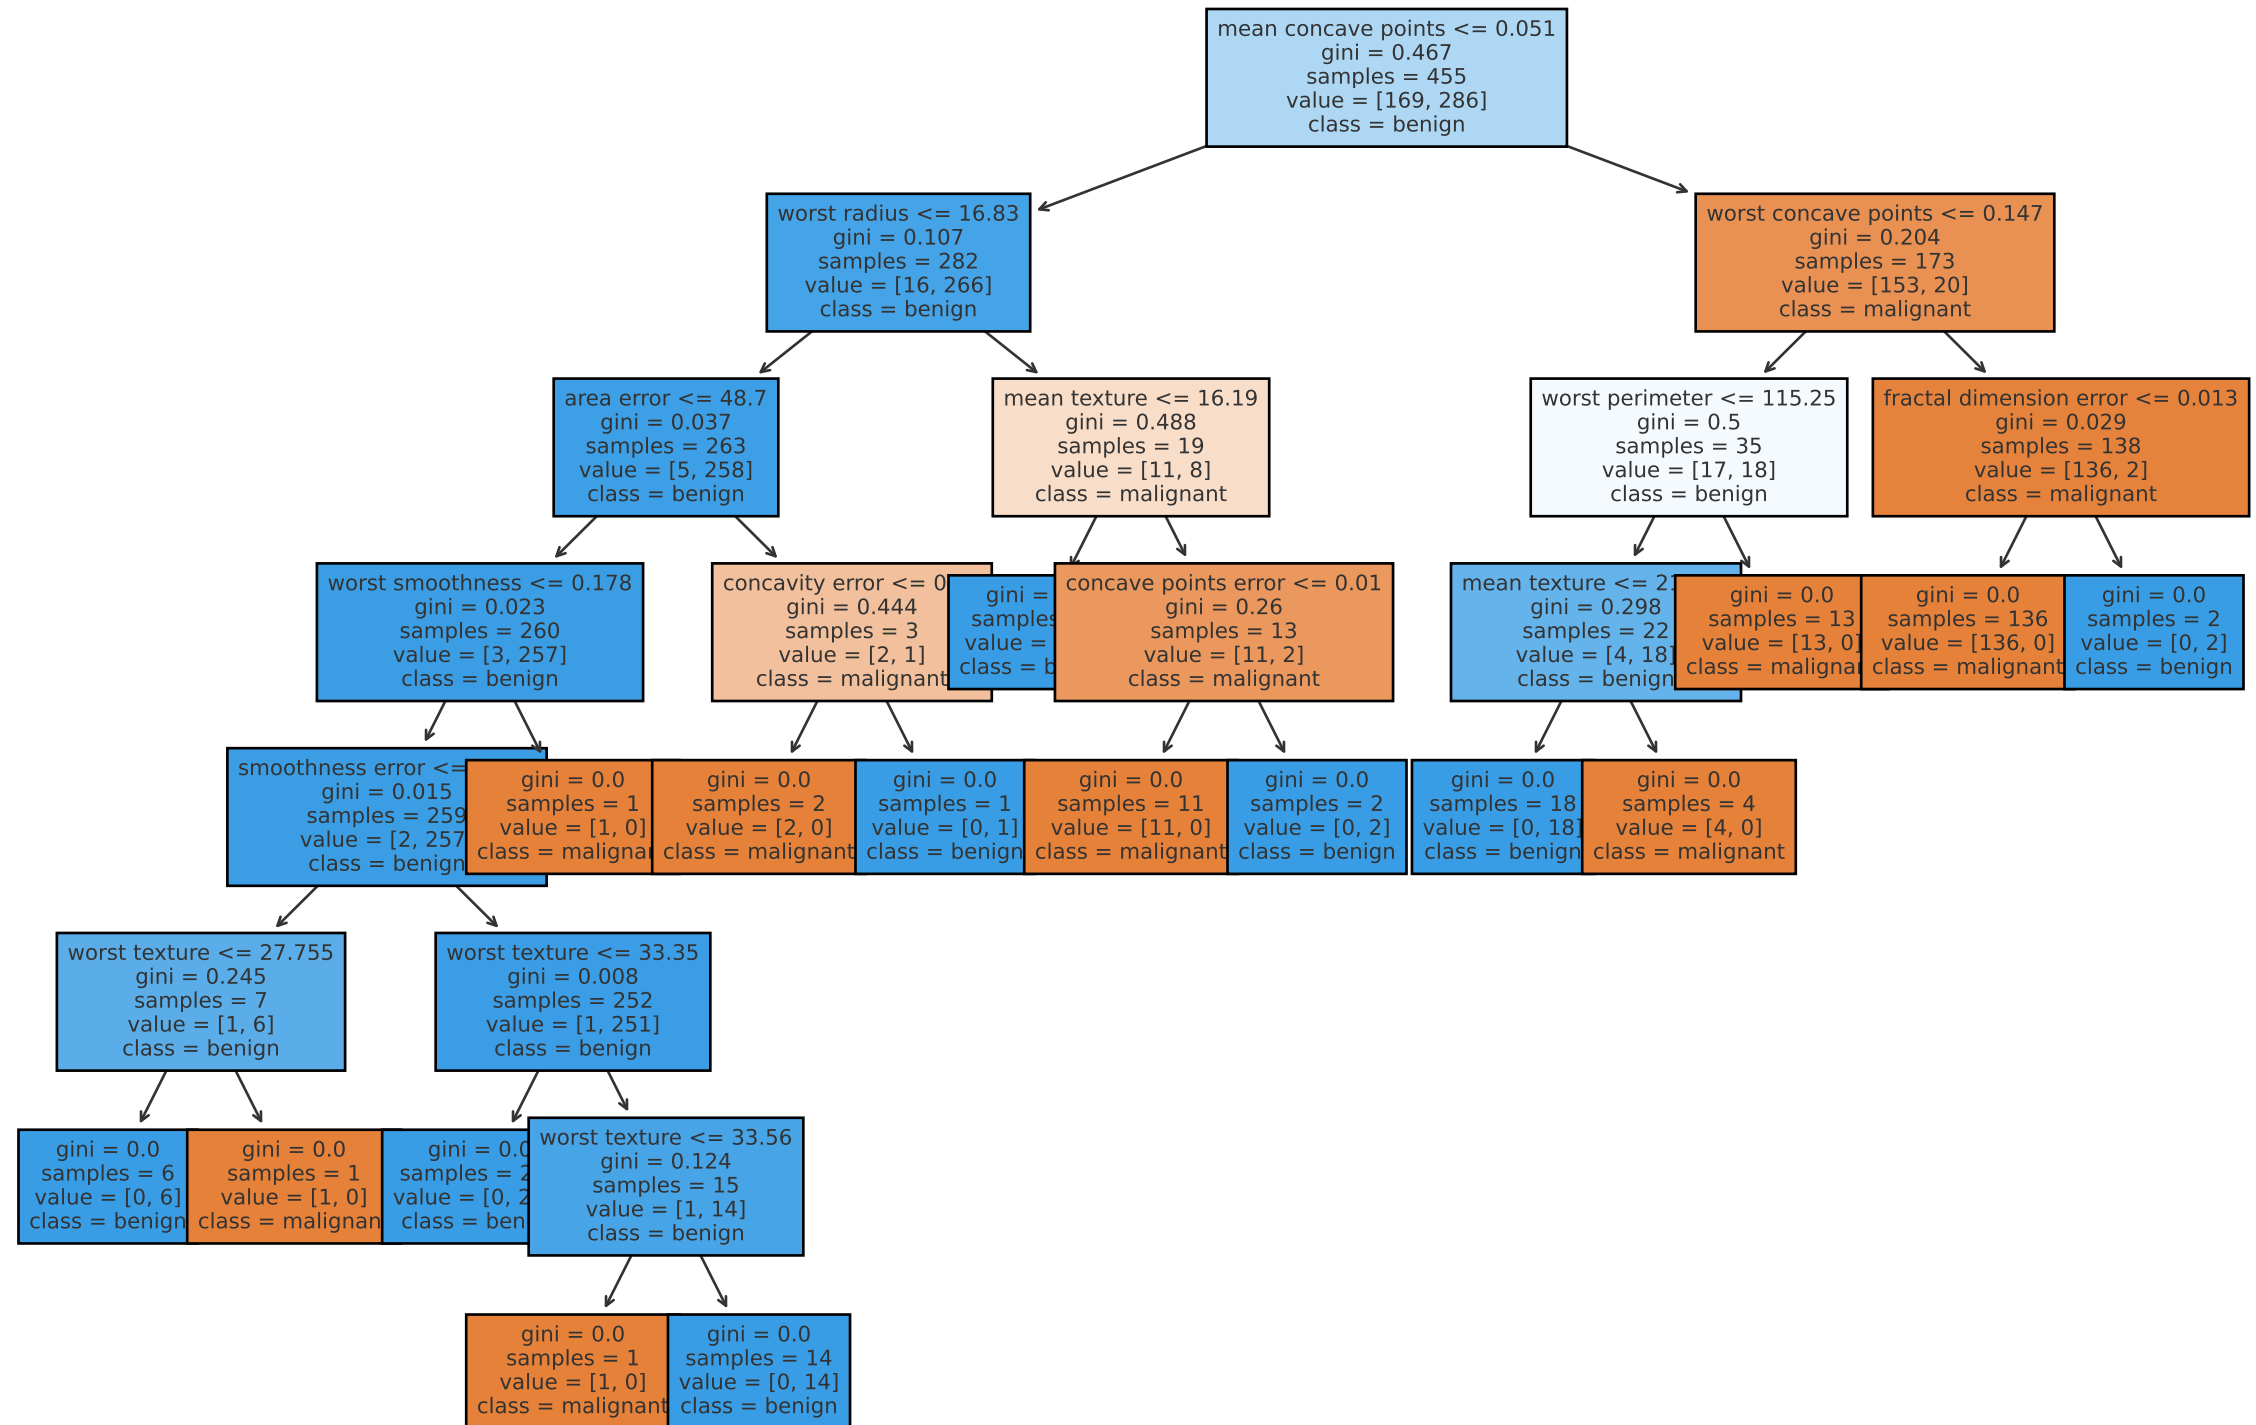 mean concave points <= 0.051
gini = 0.467
samples = 455
value = [169, 286]
class = benign
worst radius <= 16.83
gini = 0.107
samples = 282
value = [16, 266]
class = benign
worst concave points <= 0.147
gini = 0.204
samples = 173
value = [153, 20]
class = malignant
area error <= 48.7
gini = 0.037
samples = 263
value = [5, 258]
class = benign
mean texture <= 16.19
gini = 0.488
samples = 19
value = [11, 8]
class = malignant
worst perimeter <= 115.25
gini = 0.5
samples = 35
value = [17, 18]
class = benign
fractal dimension error <= 0.013
gini = 0.029
samples = 138
value = [136, 2]
class = malignant
worst smoothness <= 0.178
gini = 0.023
samples = 260
value = [3, 257]
class = benign
concavity error <= 0
gini = 0.444
samples = 3
value = [2, 1]
class = malignant
gini =
samples
value =
class =
concave points error <= 0.01
gini = 0.26
samples = 13
value = [11, 2]
class = malignant
mean texture <=
gini = 0.298
samples = 22
value = [4, 18]
class = benign
gini = 0.0
samples = 13
value = [13, 0]
class = malignan
gini = 0.0
samples = 136
value = [136, 0]
class = malignant
gini = 0.0
samples = 2
value = [0, 2]
class = benign
smoothness error <=
gini = 0.015
samples = 259
value = [2, 257
class = benign
gini = 0.0
samples = 1
value = [1, 0]
class = malignan
gini = 0.0
samples = 2
value = [2, 0]
class = malignant
gini = 0.0
samples = 1
value = [0, 1]
class = benign
gini = 0.0
samples = 11
value = [11, 0]
class = malignant
gini = 0.0
samples = 2
value = [0, 2]
class = benign
gini = 0.0
samples = 18
value = [0, 18]
class = benign
gini = 0.0
samples = 4
value = [4, 0]
class = malignant
worst texture <= 27.755
gini = 0.245
samples = 7
value = [1, 6]
class = benign
worst texture <= 33.35
gini = 0.008
samples = 252
value = [1, 251]
class = benign
gini = 0.0
samples = 6
value = [0, 6]
class = benign
gini = 0.0
samples = 1
value = [1, 0]
class = malignan
gini = 0.0
samples = 2
value = [0, 2
class = ben
worst texture <= 33.56
gini = 0.124
samples = 15
value = [1, 14]
class = benign
gini = 0.0
samples = 1
value = [1, 0]
class = malignant
gini = 0.0
samples = 14
value = [0, 14]
class = benign